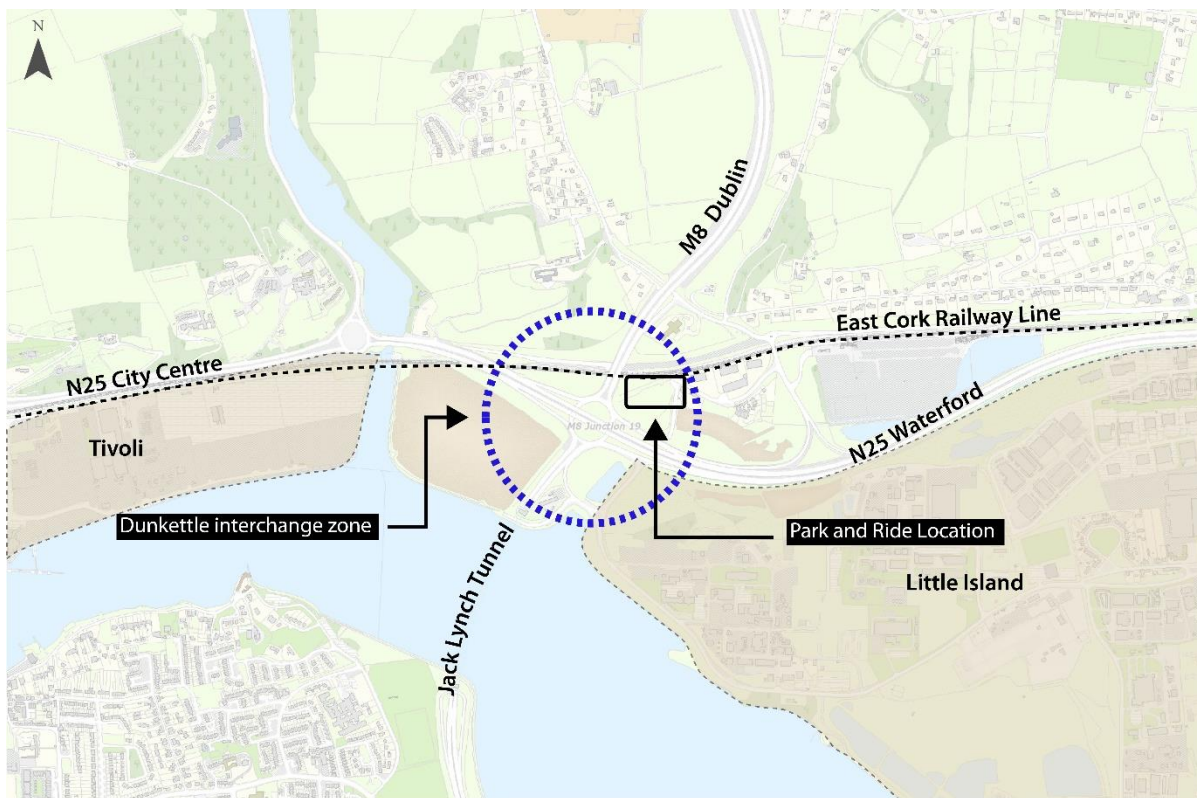 N
M8 Dublin
East Cork Railway Line
N25 City Centre
M8 Junction 19
N25 Waterford
Tivoli
Dunkettle interchange zone
Park and Ride Location
Little Island
Jack Lynch Tunnel